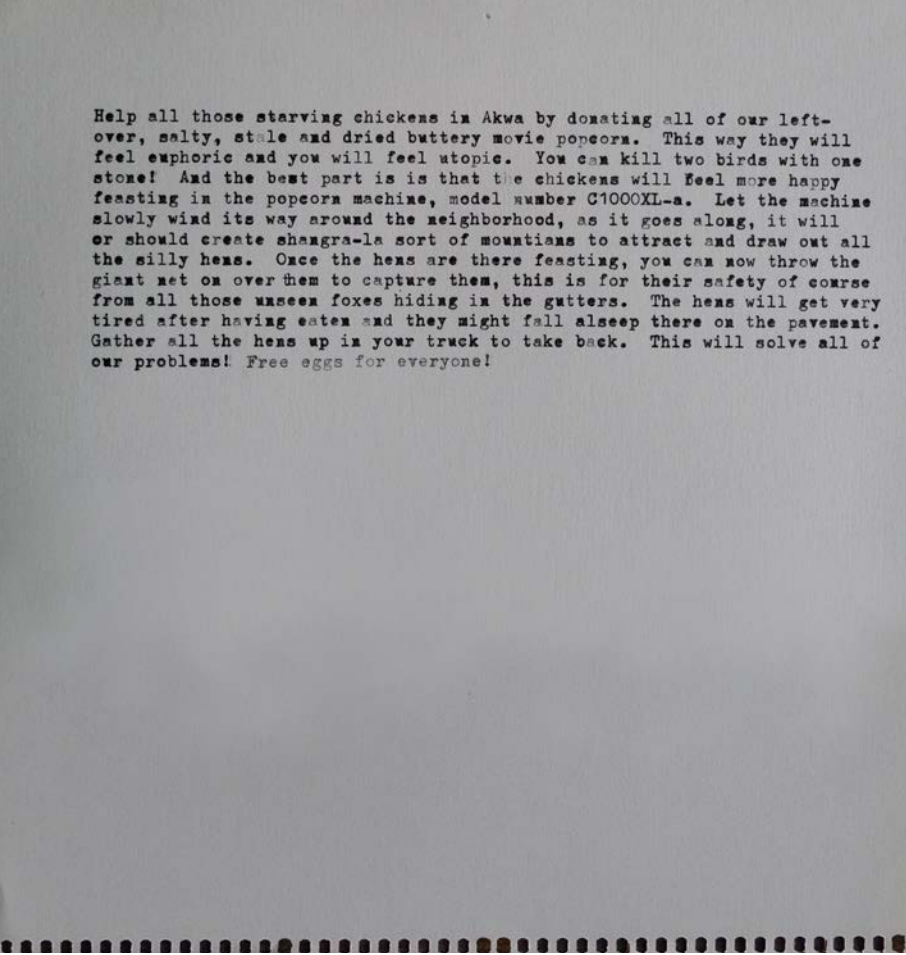 Help all those starving chickens in Akwa by donating all of our left-
over, salty, stale and dried buttery movie popcorn.  This way they will
feel euphoric and you will feel utopic.  You can kill two birds with one
stone!  And the best part is is that the chickens will feel more happy
feasting in the popcorn machine, model number C1000XL-a.  Let the machine
slowly wind its way around the neighborhood, as it goes along, it will
or should create shangra-la sort of mountians to attract and draw out all
the silly hens.  Once the hens are there feasting, you can now throw the
giant net on over them to capture them, this is for their safety of course
from all those unseen foxes hiding in the gutters.  The hens will get very
tired after having eaten and they might fall alseep there on the pavement.
Gather all the hens up in your truck to take back.  This will solve all of
our problems! Free eggs for everyone!